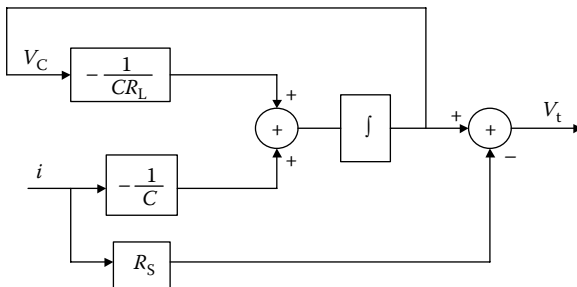 V_C
− 1/(CR_L)
+
+
+
∫
+
+
−
V_t
i
− 1/C
R_S